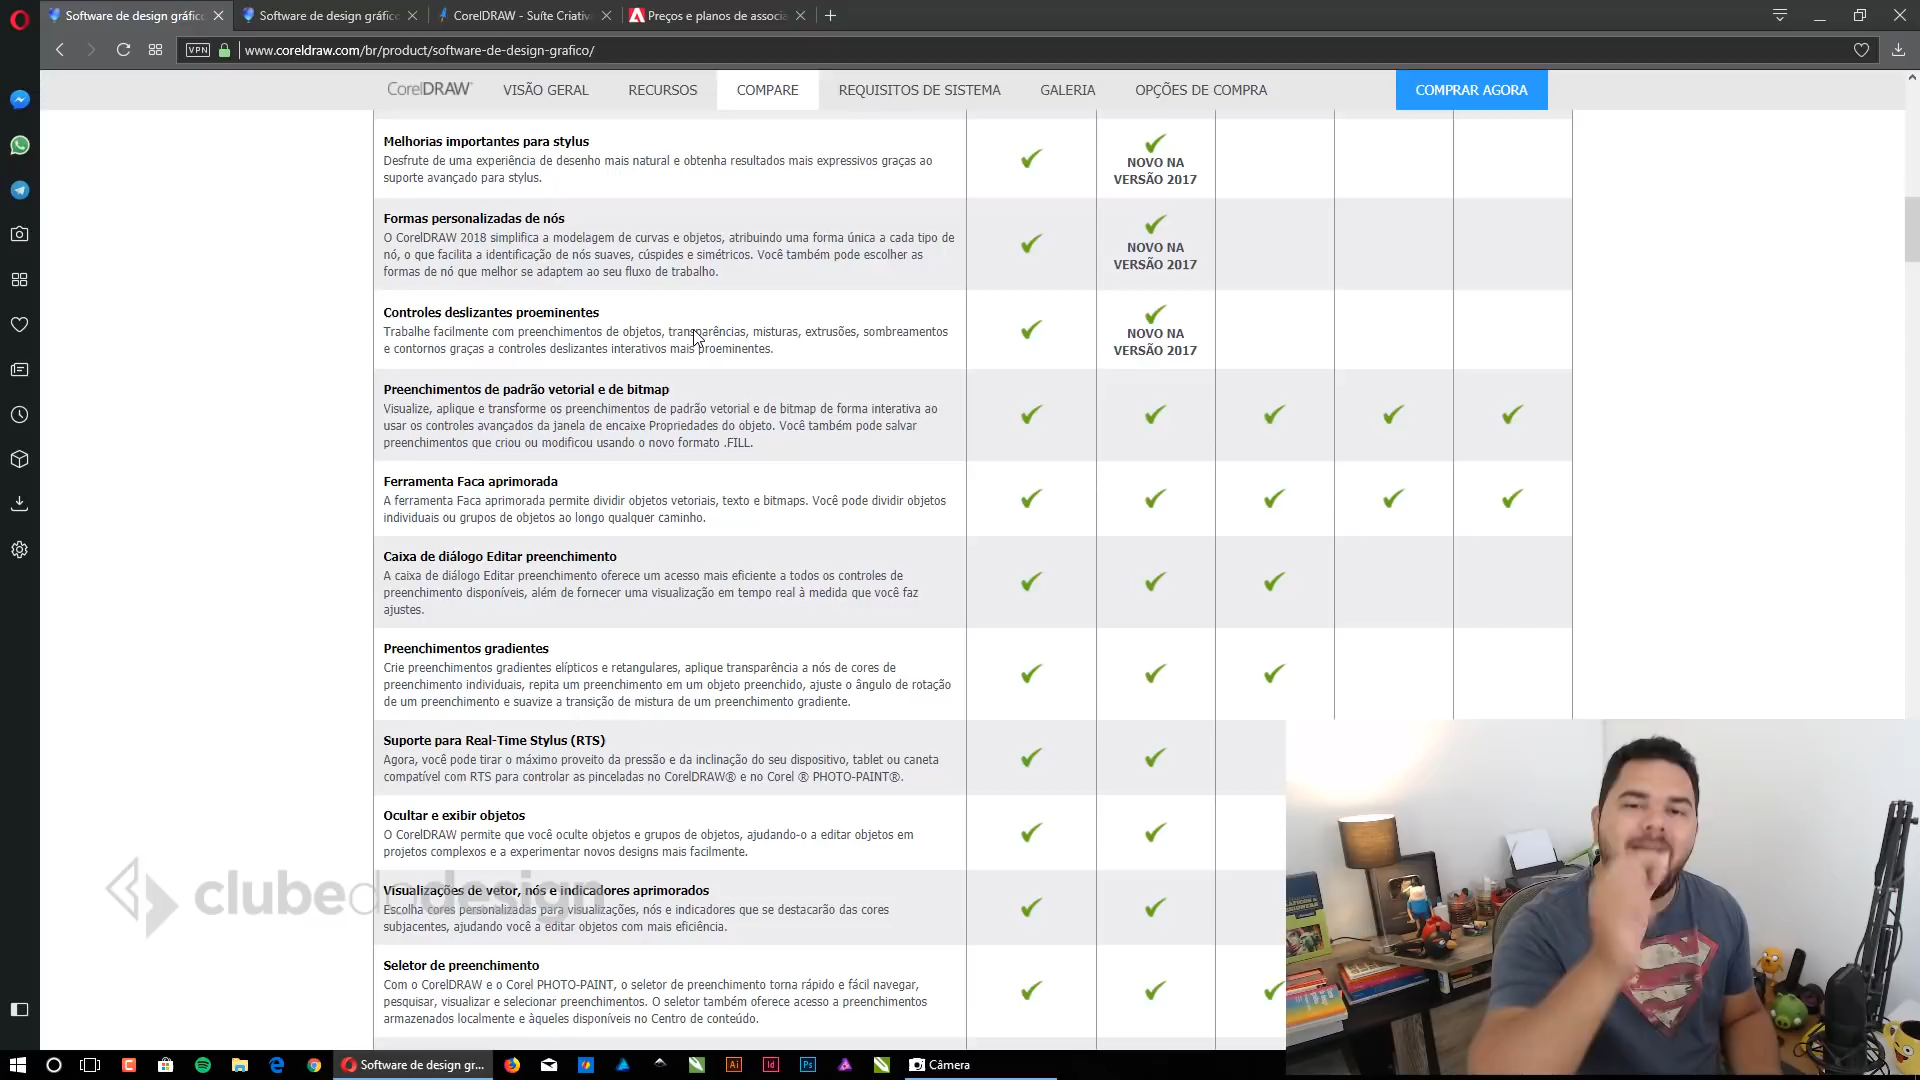 Software de design gráfic
Software de design gráfic
CorelDRAW - Suíte Criativ
Preços e planos de associa
VPN
www.coreldraw.com/br/product/software-de-design-grafico/
CorelDRAW
VISÃO GERAL
RECURSOS
COMPARE
REQUISITOS DE SISTEMA
GALERIA
OPÇÕES DE COMPRA
COMPRAR AGORA
Melhorias importantes para stylus
Desfrute de uma experiência de desenho mais natural e obtenha resultados mais expressivos graças ao
suporte avançado para stylus.
NOVO NA
VERSÃO 2017
Formas personalizadas de nós
O CorelDRAW 2018 simplifica a modelagem de curvas e objetos, atribuindo uma forma única a cada tipo de
nó, o que facilita a identificação de nós suaves, cúspides e simétricos. Você também pode escolher as
formas de nó que melhor se adaptem ao seu fluxo de trabalho.
NOVO NA
VERSÃO 2017
Controles deslizantes proeminentes
Trabalhe facilmente com preenchimentos de objetos, transparências, misturas, extrusões, sombreamentos
e contornos graças a controles deslizantes interativos mais proeminentes.
NOVO NA
VERSÃO 2017
Preenchimentos de padrão vetorial e de bitmap
Visualize, aplique e transforme os preenchimentos de padrão vetorial e de bitmap de forma interativa ao
usar os controles avançados da janela de encaixe Propriedades do objeto. Você também pode salvar
preenchimentos que criou ou modificou usando o novo formato .FILL.
Ferramenta Faca aprimorada
A ferramenta Faca aprimorada permite dividir objetos vetoriais, texto e bitmaps. Você pode dividir objetos
individuais ou grupos de objetos ao longo qualquer caminho.
Caixa de diálogo Editar preenchimento
A caixa de diálogo Editar preenchimento oferece um acesso mais eficiente a todos os controles de
preenchimento disponíveis, além de fornecer uma visualização em tempo real à medida que você faz
ajustes.
Preenchimentos gradientes
Crie preenchimentos gradientes elípticos e retangulares, aplique transparência a nós de cores de
preenchimento individuais, repita um preenchimento em um objeto preenchido, ajuste o ângulo de rotação
de um preenchimento e suavize a transição de mistura de um preenchimento gradiente.
Suporte para Real-Time Stylus (RTS)
Agora, você pode tirar o máximo proveito da pressão e da inclinação do seu dispositivo, tablet ou caneta
compatível com RTS para controlar as pinceladas no CorelDRAW® e no Corel ® PHOTO-PAINT®.
Ocultar e exibir objetos
O CorelDRAW permite que você oculte objetos e grupos de objetos, ajudando-o a editar objetos em
projetos complexos e a experimentar novos designs mais facilmente.
clubedodesign
Visualizações de vetor, nós e indicadores aprimorados
Escolha cores personalizadas para visualizações, nós e indicadores que se destacarão das cores
subjacentes, ajudando você a editar objetos com mais eficiência.
Seletor de preenchimento
Com o CorelDRAW e o Corel PHOTO-PAINT, o seletor de preenchimento torna rápido e fácil navegar,
pesquisar, visualizar e selecionar preenchimentos. O seletor também oferece acesso a preenchimentos
armazenados localmente e àqueles disponíveis no Centro de conteúdo.
Software de design gr...
Ai
Id
Ps
Câmera